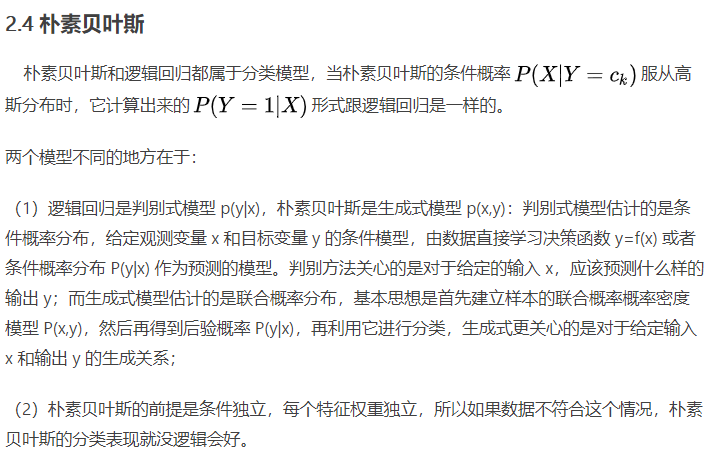 2.4 朴素贝叶斯
朴素贝叶斯和逻辑回归都属于分类模型，当朴素贝叶斯的条件概率 P(X|Y = cₖ) 服从高
斯分布时，它计算出来的 P(Y = 1|X) 形式跟逻辑回归是一样的。
两个模型不同的地方在于：
（1）逻辑回归是判别式模型 p(y|x)，朴素贝叶斯是生成式模型 p(x,y)：判别式模型估计的是条
件概率分布，给定观测变量 x 和目标变量 y 的条件模型，由数据直接学习决策函数 y=f(x) 或者
条件概率分布 P(y|x) 作为预测的模型。判别方法关心的是对于给定的输入 x，应该预测什么样的
输出 y；而生成式模型估计的是联合概率分布，基本思想是首先建立样本的联合概率概率密度
模型 P(x,y)，然后再得到后验概率 P(y|x)，再利用它进行分类，生成式更关心的是对于给定输入
x 和输出 y 的生成关系；
（2）朴素贝叶斯的前提是条件独立，每个特征权重独立，所以如果数据不符合这个情况，朴素
贝叶斯的分类表现就没逻辑会好。